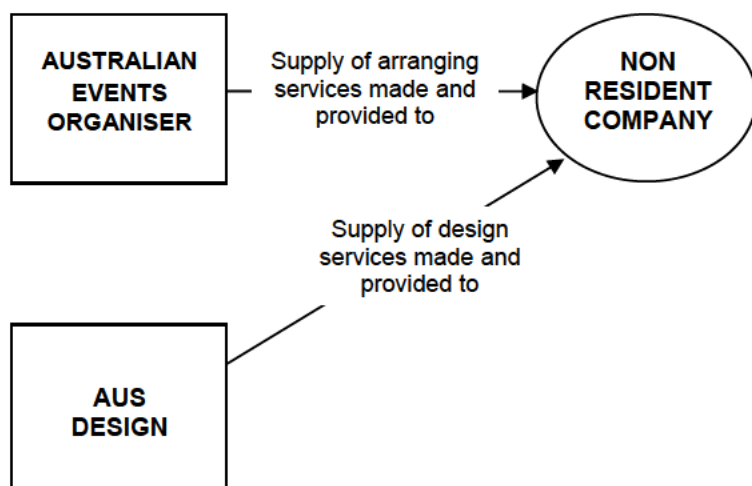 AUSTRALIAN
EVENTS
ORGANISER
Supply of arranging
services made and
provided to
NON
RESIDENT
COMPANY
Supply of design
services made and
provided to
AUS
DESIGN